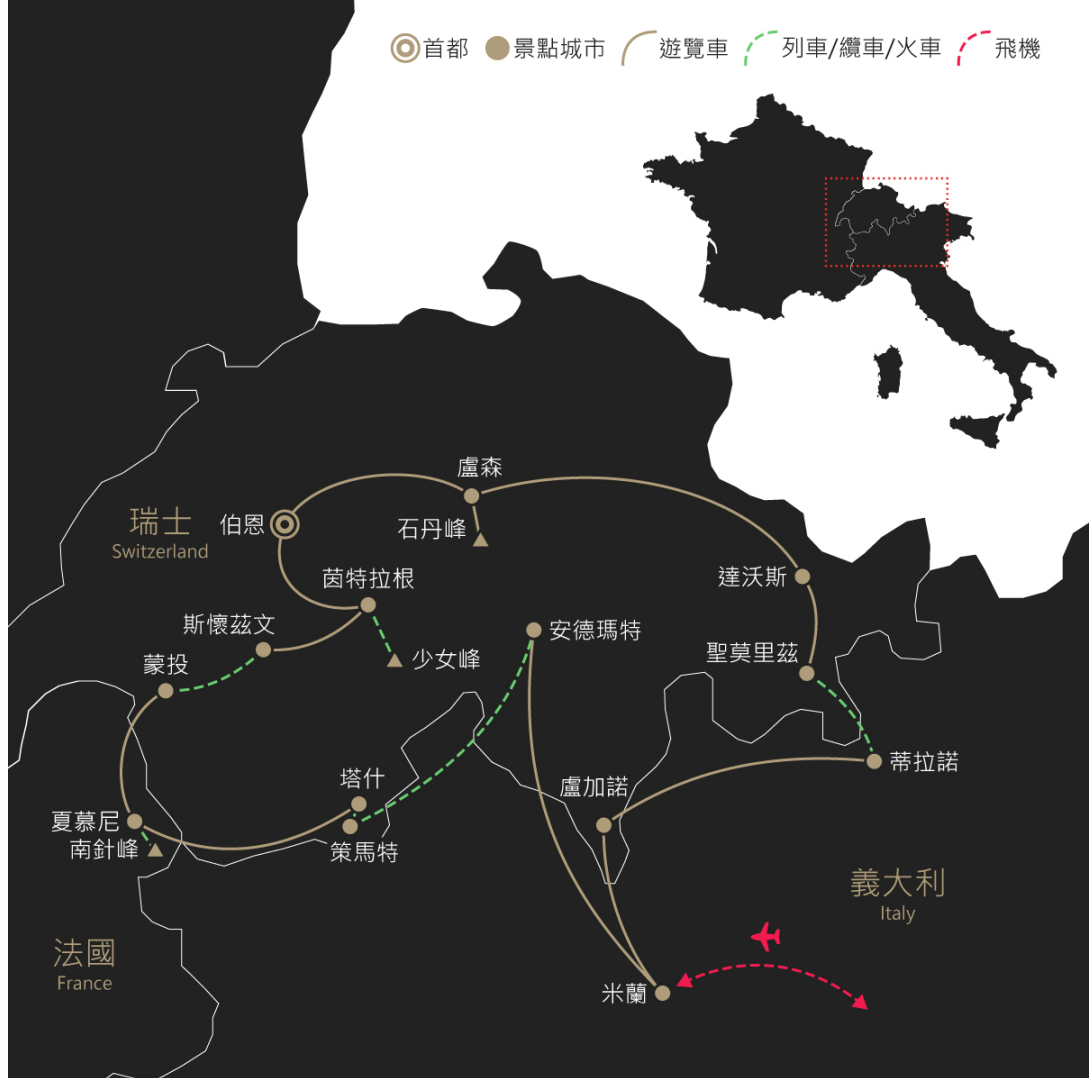 首都 景點城市 遊覽車 列車/纜車/火車 飛機
盧森
瑞士
Switzerland
伯恩
石丹峰
茵特拉根
達沃斯
斯懷茲文
安德瑪特
少女峰
聖莫里茲
蒙投
蒂拉諾
塔什
盧加諾
夏慕尼
南針峰
策馬特
義大利
Italy
法國
France
米蘭